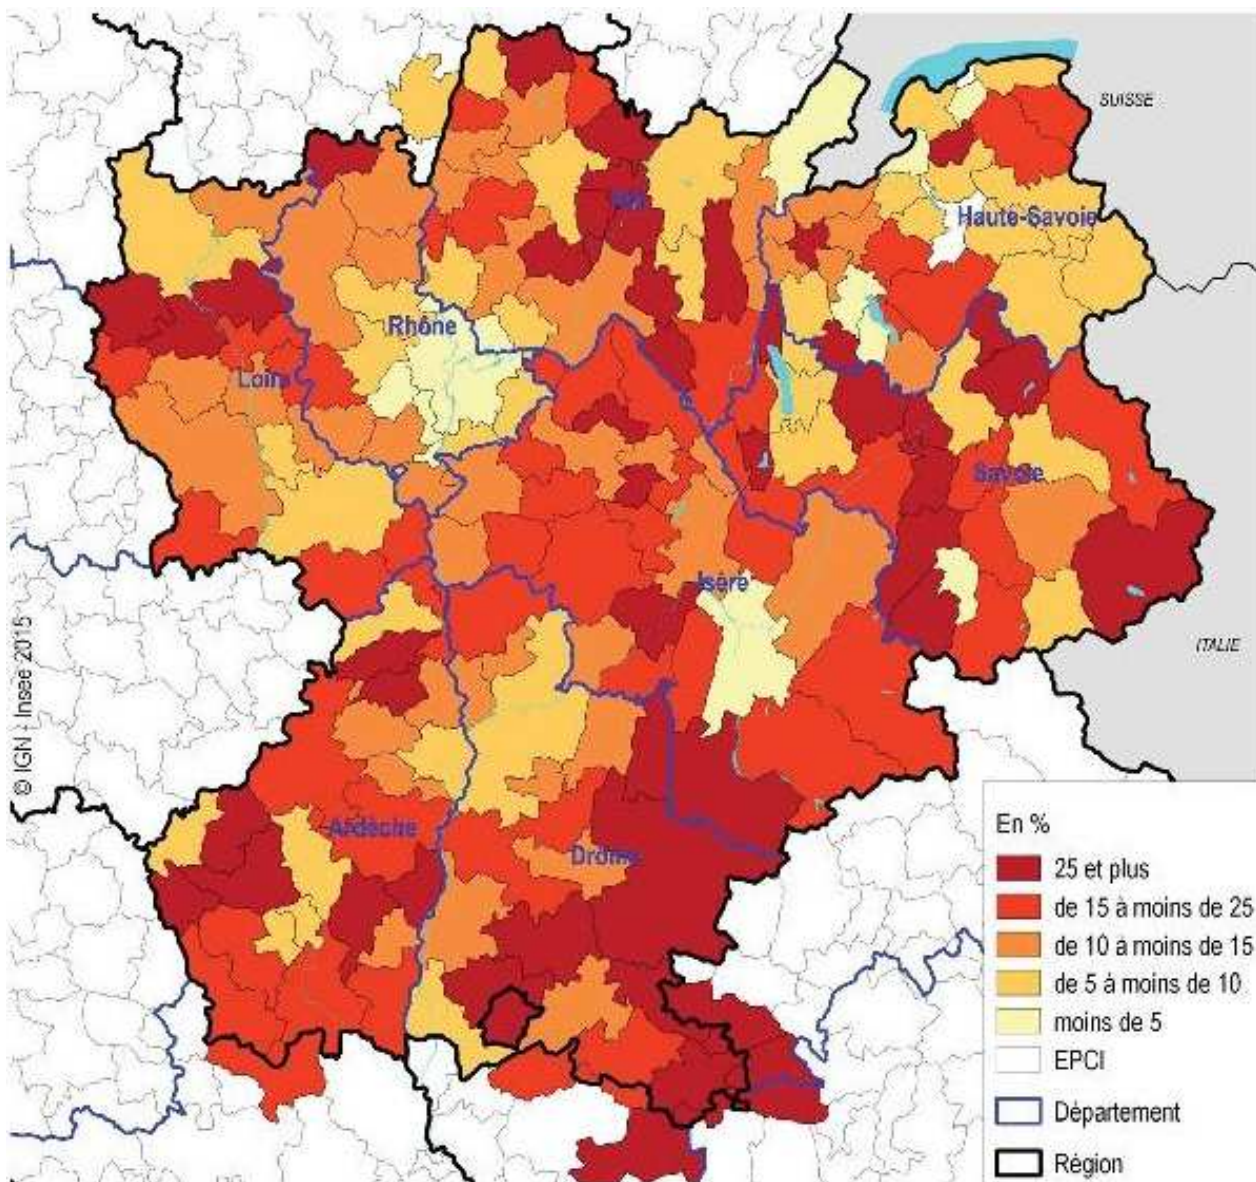 SUISSE
Ain
Haute-Savoie
Rhône
Loire
Savoie
Isère
ITALIE
© IGN - Insee 2015
Ardèche
Drôme
En %
25 et plus
de 15 à moins de 25
de 10 à moins de 15
de 5 à moins de 10
moins de 5
EPCI
Département
Région